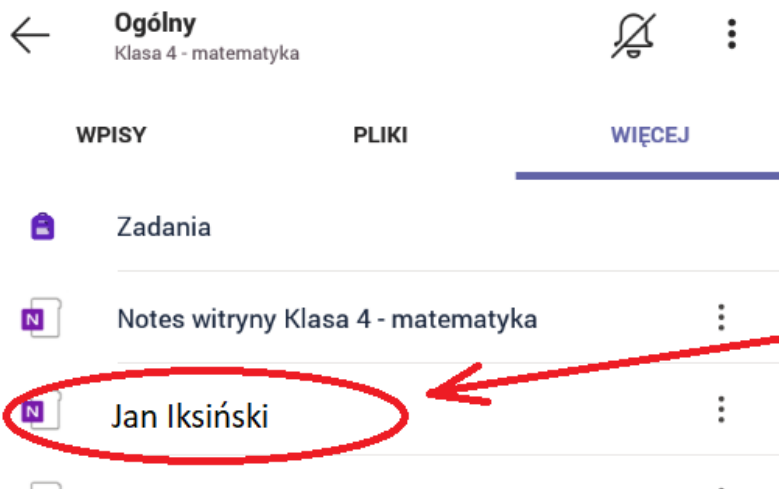 Ogólny
Klasa 4 - matematyka
WPISY PLIKI WIĘCEJ
Zadania
N Notes witryny Klasa 4 - matematyka
N Jan Iksiński